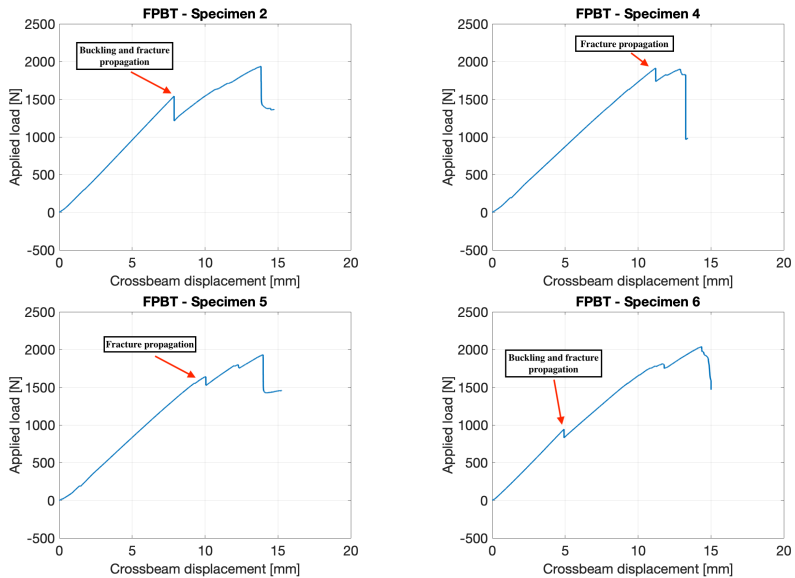 FPBT - Specimen 2
2500
2000
1500
1000
500
0
-500
0 5 10 15 20
Applied load [N]
Crossbeam displacement [mm]
Buckling and fracture
propagation
FPBT - Specimen 4
2500
2000
1500
1000
500
0
-500
0 5 10 15 20
Applied load [N]
Crossbeam displacement [mm]
Fracture propagation
FPBT - Specimen 5
2500
2000
1500
1000
500
0
-500
0 5 10 15 20
Applied load [N]
Crossbeam displacement [mm]
Fracture propagation
FPBT - Specimen 6
2500
2000
1500
1000
500
0
-500
0 5 10 15 20
Applied load [N]
Crossbeam displacement [mm]
Buckling and fracture
propagation